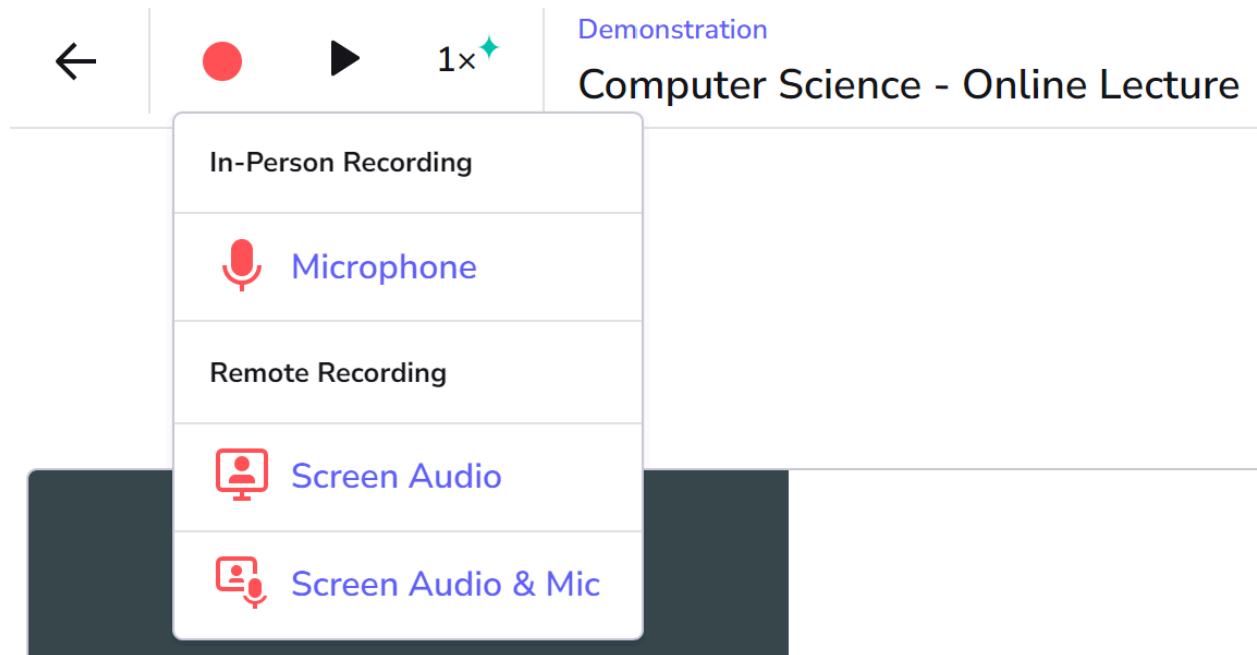 1×
Demonstration
Computer Science - Online Lecture
In-Person Recording
Microphone
Remote Recording
Screen Audio
Screen Audio & Mic